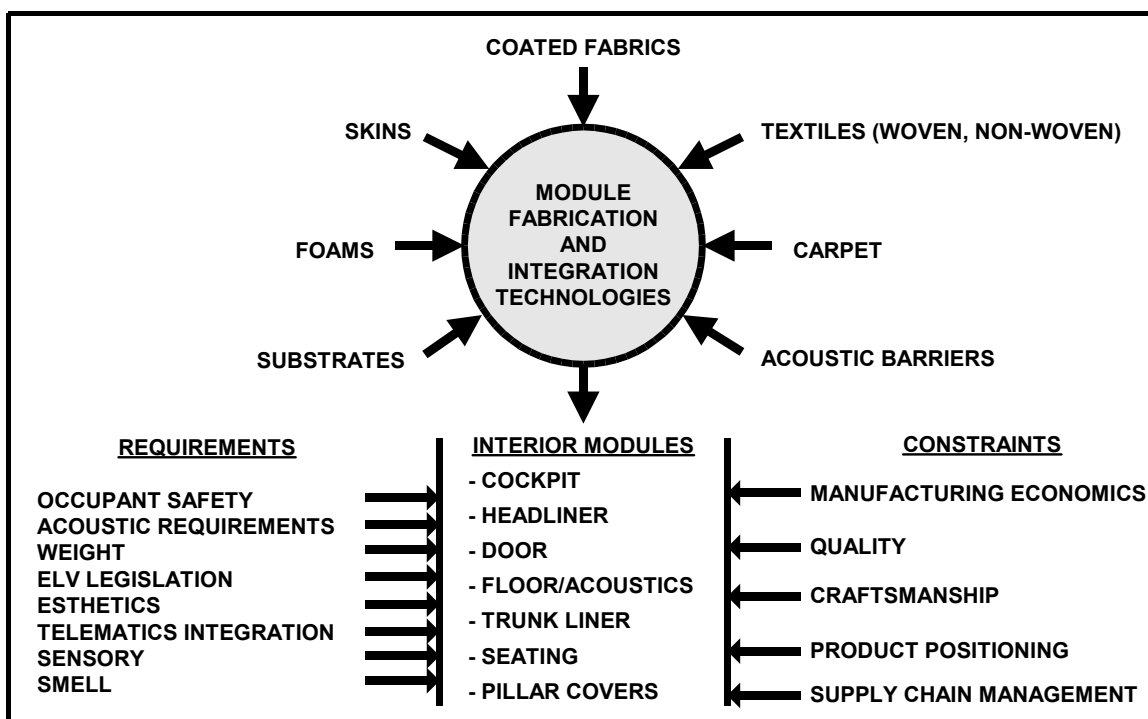 COATED FABRICS
SKINS
TEXTILES (WOVEN, NON-WOVEN)
MODULE
FABRICATION
AND
INTEGRATION
TECHNOLOGIES
FOAMS
CARPET
SUBSTRATES
ACOUSTIC BARRIERS
REQUIREMENTS
OCCUPANT SAFETY
ACOUSTIC REQUIREMENTS
WEIGHT
ELV LEGISLATION
ESTHETICS
TELEMATICS INTEGRATION
SENSORY
SMELL
INTERIOR MODULES
- COCKPIT
- HEADLINER
- DOOR
- FLOOR/ACOUSTICS
- TRUNK LINER
- SEATING
- PILLAR COVERS
CONSTRAINTS
MANUFACTURING ECONOMICS
QUALITY
CRAFTSMANSHIP
PRODUCT POSITIONING
SUPPLY CHAIN MANAGEMENT